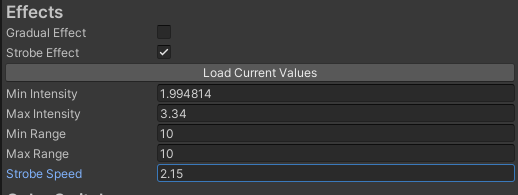 Effects
Gradual Effect
Strobe Effect
Load Current Values
Min Intensity 1.994814
Max Intensity 3.34
Min Range 10
Max Range 10
Strobe Speed 2.15